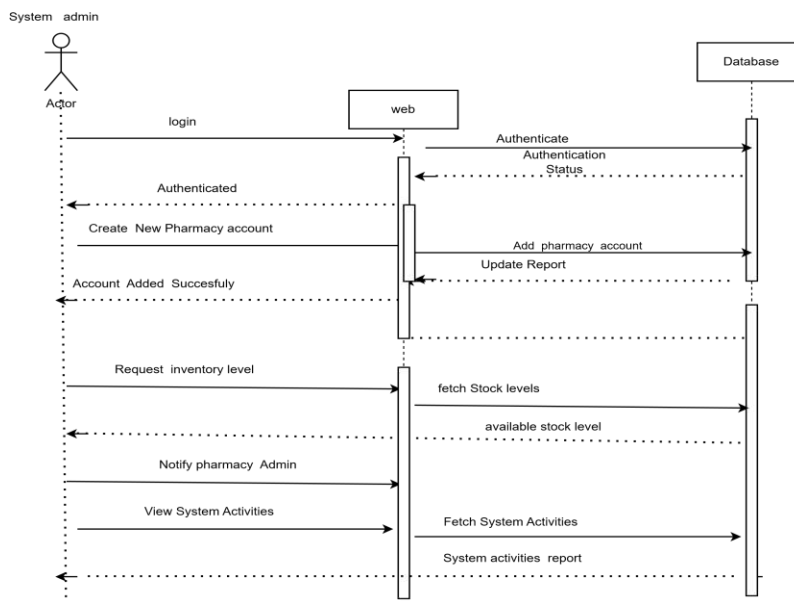 System admin
Actor
web
Database
login
Authenticate
Authentication
Status
Authenticated
Create New Pharmacy account
Add pharmacy account
Update Report
Account Added Succesfuly
Request inventory level
fetch Stock levels
available stock level
Notify pharmacy Admin
View System Activities
Fetch System Activities
System activities report